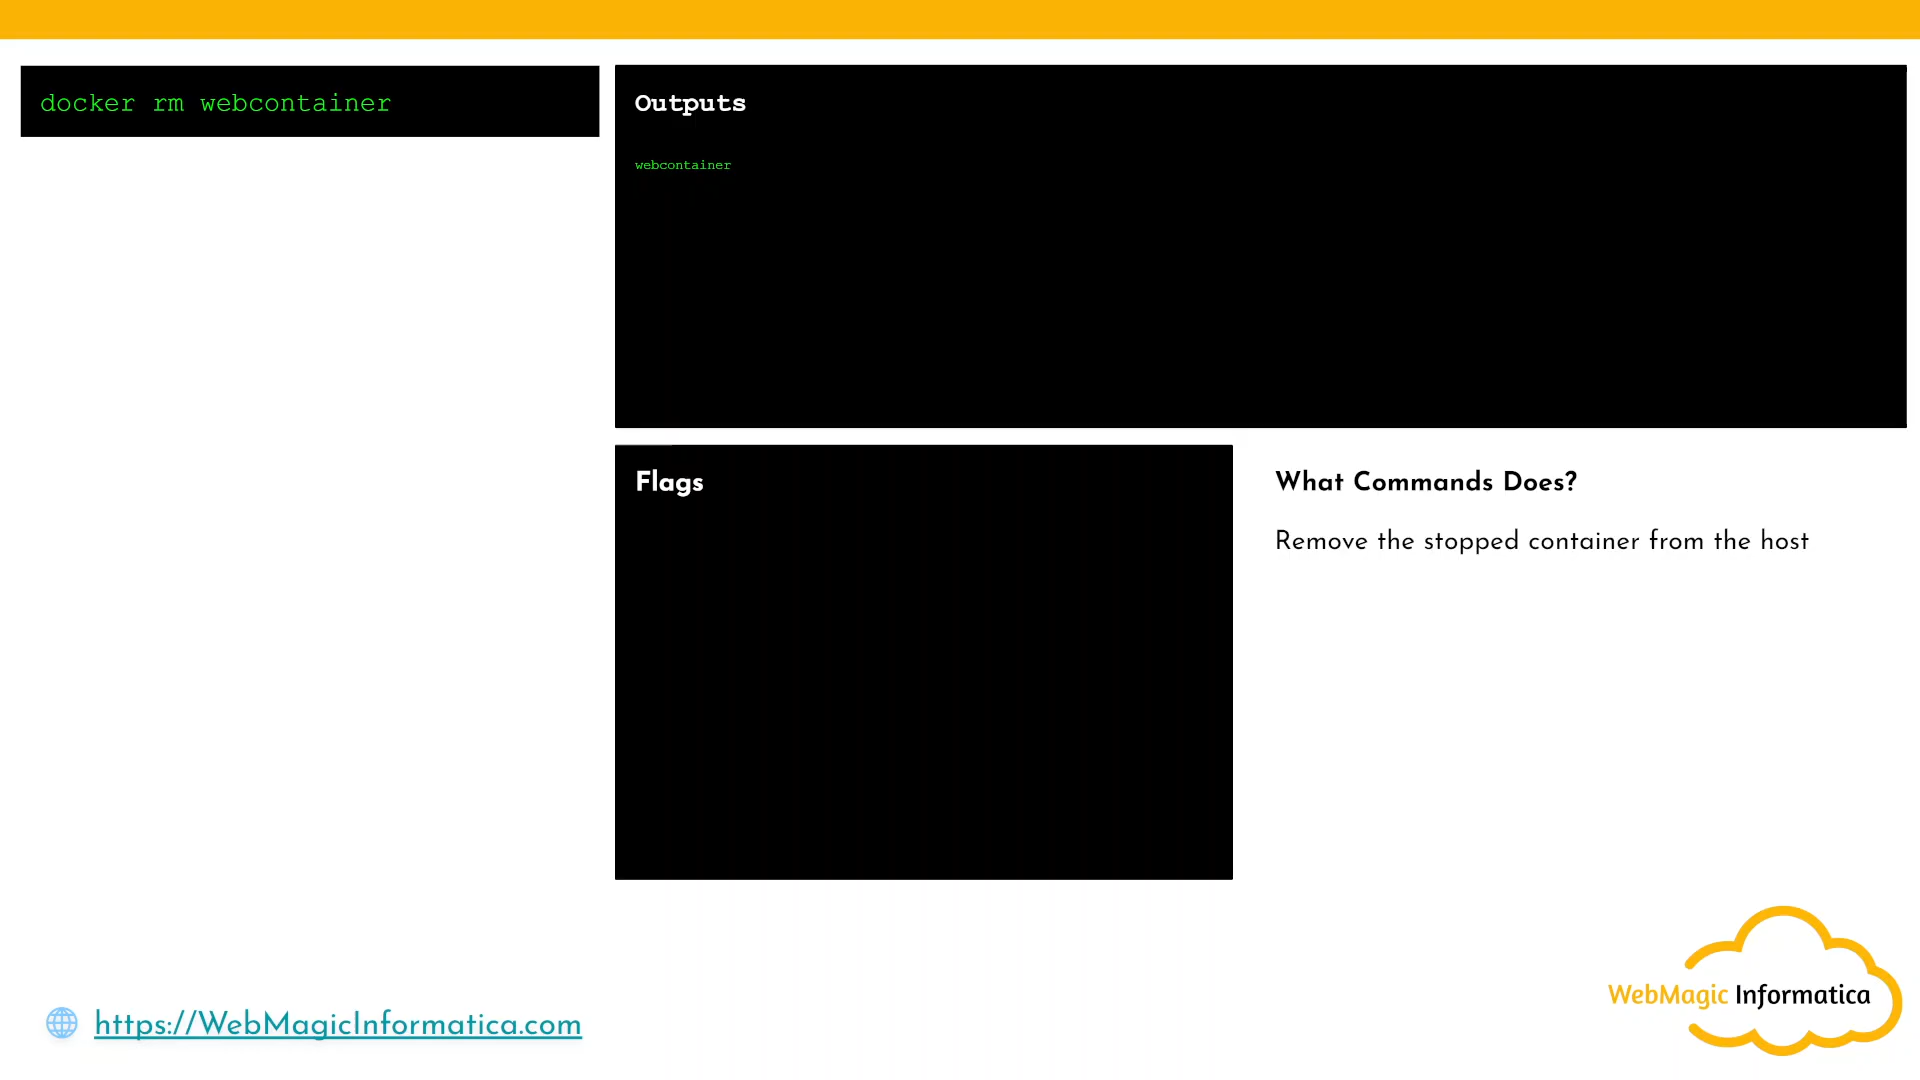 docker rm webcontainer
Outputs
webcontainer
Flags
What Commands Does?
Remove the stopped container from the host
https://WebMagicInformatica.com
WebMagic Informatica